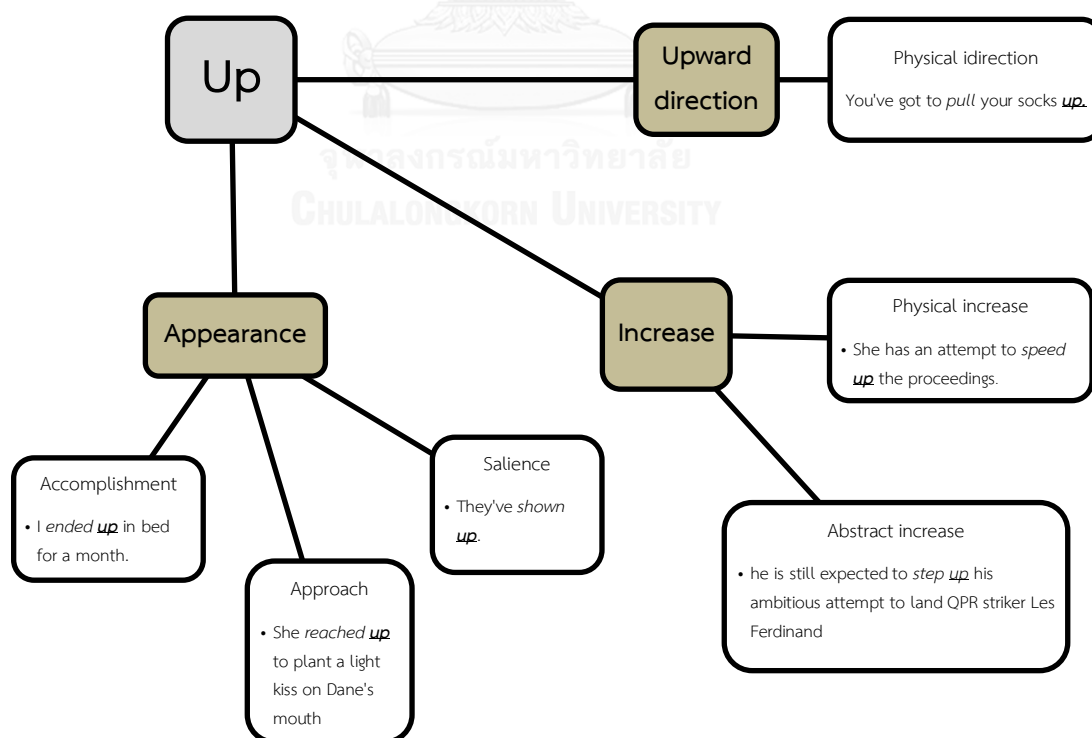 Up
Upward
direction
Physical idirection
You've got to pull your socks up.
จุฬาลงกรณ์มหาวิทยาลัย
CHULALONGKORN UNIVERSITY
Appearance
Increase
Physical increase
• She has an attempt to speed
up the proceedings.
Accomplishment
• I ended up in bed
for a month.
Salience
• They've shown
up.
Approach
• She reached up
to plant a light
kiss on Dane's
mouth
Abstract increase
• he is still expected to step up his
ambitious attempt to land QPR striker Les
Ferdinand